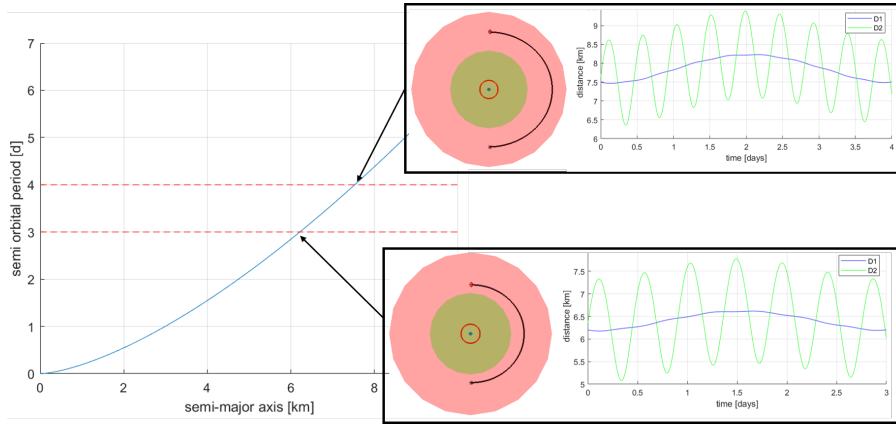 7
6
5
4
3
2
1
0
0 2 4 6 8
semi orbital period [d]
semi-major axis [km]
9
8.5
8
7.5
7
6.5
6
0 0.5 1 1.5 2 2.5 3 3.5 4
distance [km]
time [days]
D1
D2
7.5
7
6.5
6
5.5
5
0 0.5 1 1.5 2 2.5 3
distance [km]
time [days]
D1
D2